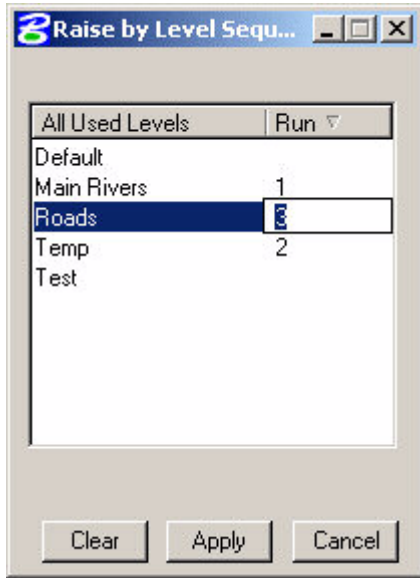 Raise by Level Sequ...
All Used Levels Run
Default
Main Rivers 1
Roads 3
Temp 2
Test
Clear Apply Cancel